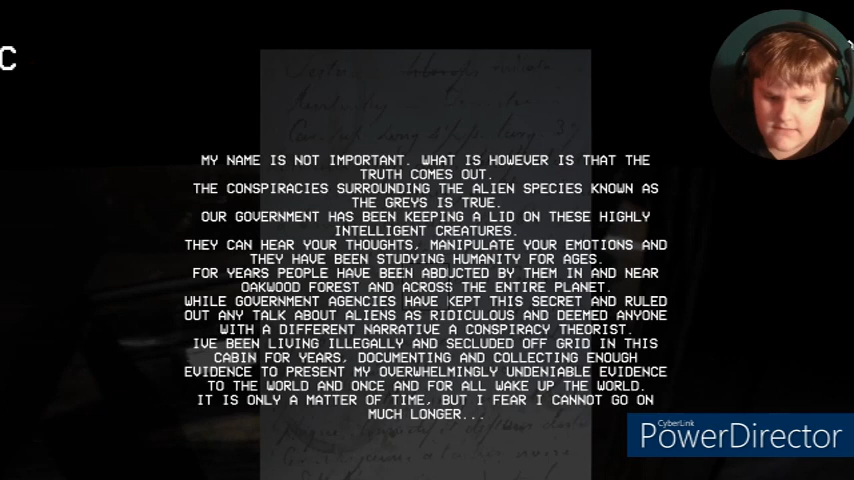 C
MY NAME IS NOT IMPORTANT. WHAT IS HOWEVER IS THAT THE
TRUTH COMES OUT.
THE CONSPIRACIES SURROUNDING THE ALIEN SPECIES KNOWN AS
THE GREYS IS TRUE.
OUR GOVERNMENT HAS BEEN KEEPING A LID ON THESE HIGHLY
INTELLIGENT CREATURES.
THEY CAN HEAR YOUR THOUGHTS, MANIPULATE YOUR EMOTIONS AND
THEY HAVE BEEN STUDYING HUMANITY FOR AGES.
FOR YEARS PEOPLE HAVE BEEN ABDUCTED BY THEM IN AND NEAR
OAKWOOD FOREST AND ACROSS THE ENTIRE PLANET.
WHILE GOVERNMENT AGENCIES HAVE KEPT THIS SECRET AND RULED
OUT ANY TALK ABOUT ALIENS AS RIDICULOUS AND DEEMED ANYONE
WITH A DIFFERENT NARRATIVE A CONSPIRACY THEORIST.
IVE BEEN LIVING ILLEGALLY AND SECLUDED OFF GRID IN THIS
CABIN FOR YEARS, DOCUMENTING AND COLLECTING ENOUGH
EVIDENCE TO PRESENT MY OVERWHELMINGLY UNDENIABLE EVIDENCE
TO THE WORLD AND ONCE AND FOR ALL WAKE UP THE WORLD.
IT IS ONLY A MATTER OF TIME, BUT I FEAR I CANNOT GO ON
MUCH LONGER...
CyberLink
PowerDirector